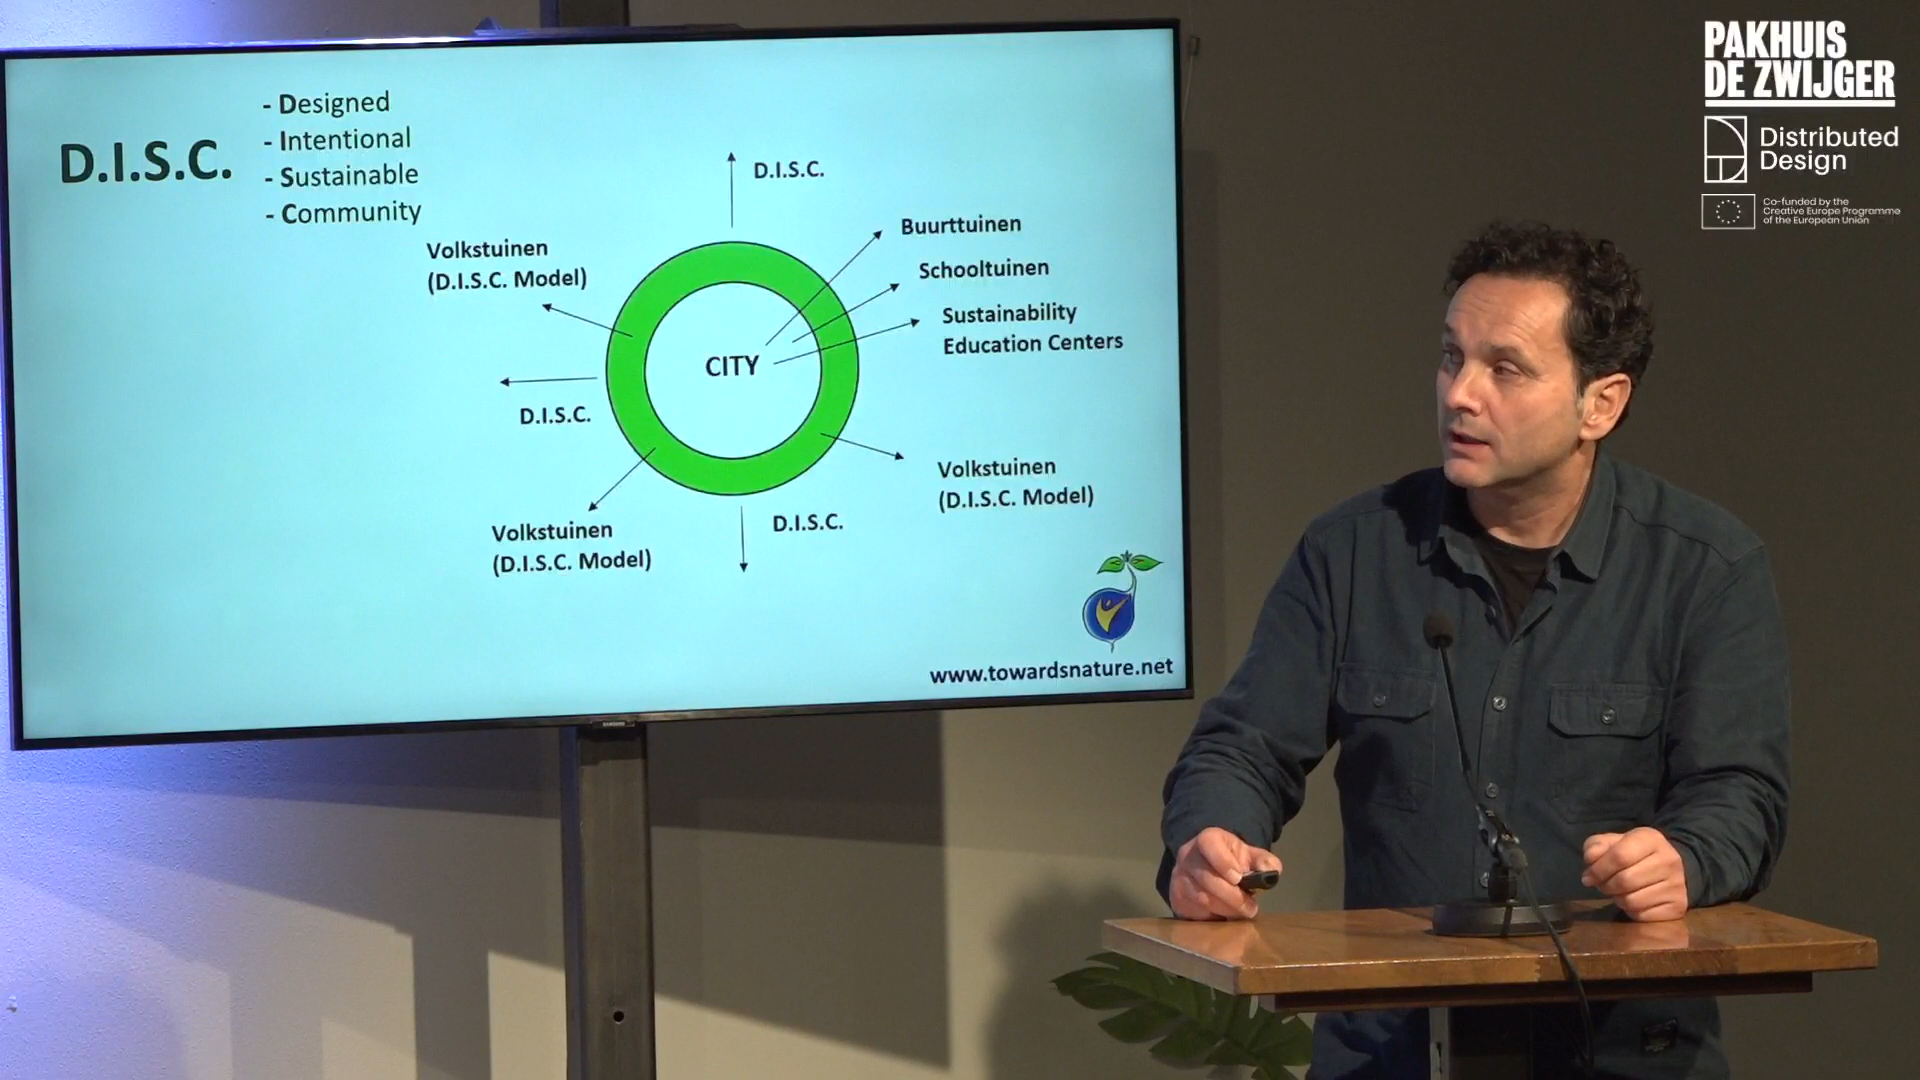 D.I.S.C.
- Designed
- Intentional
- Sustainable
- Community
D.I.S.C.
Buurttuinen
Schooltuinen
Sustainability
Education Centers
Volkstuinen
(D.I.S.C. Model)
CITY
D.I.S.C.
Volkstuinen
(D.I.S.C. Model)
Volkstuinen
(D.I.S.C. Model)
D.I.S.C.
www.towardsnature.net
PAKHUIS
DE ZWIJGER
Distributed
Design
Co-funded by the
Creative Europe Programme
of the European Union